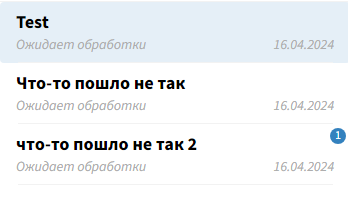 Test
Ожидает обработки 16.04.2024
Что-то пошло не так
Ожидает обработки 16.04.2024
1
что-то пошло не так 2
Ожидает обработки 16.04.2024